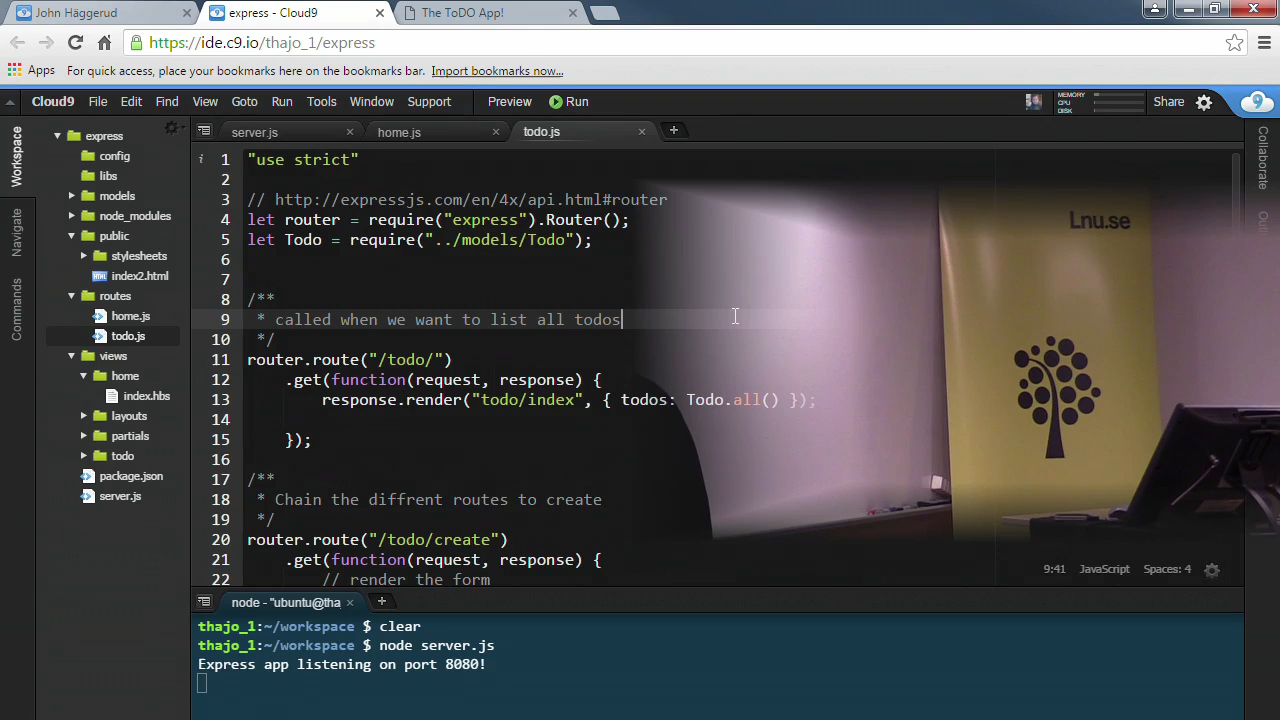 John Häggerud
express - Cloud9
The ToDO App!
https://ide.c9.io/thajo_1/express
Apps For quick access, place your bookmarks here on the bookmarks bar. Import bookmarks now...
Cloud9 File Edit Find View Goto Run Tools Window Support Preview Run MEMORY CPU DISK Share
Workspace
Navigate
Commands
Collaborate
Outline
express
config
libs
models
node_modules
public
stylesheets
index2.html
routes
home.js
todo.js
views
home
index.hbs
layouts
partials
todo
package.json
server.js
server.js home.js todo.js
1 "use strict"
2
3 // http://expressjs.com/en/4x/api.html#router
4 let router = require("express").Router();
5 let Todo = require("../models/Todo");
6
7
8 /**
9 * called when we want to list all todos
10 */
11 router.route("/todo/")
12 .get(function(request, response) {
13 response.render("todo/index", { todos: Todo.all() });
14
15 });
16
17 /**
18 * Chain the diffrent routes to create
19 */
20 router.route("/todo/create")
21 .get(function(request, response) {
22 // render the form
Lnu.se
9:41 JavaScript Spaces: 4
node - "ubuntu@tha
thajo_1:~/workspace $ clear
thajo_1:~/workspace $ node server.js
Express app listening on port 8080!